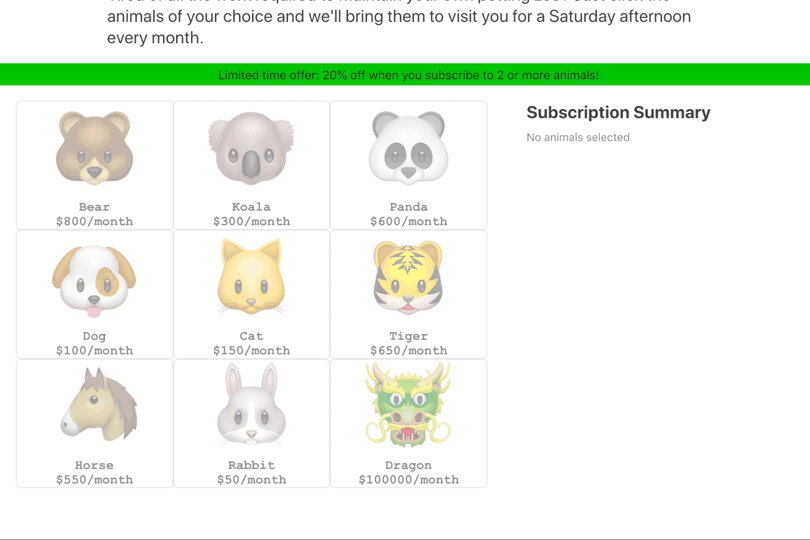 animals of your choice and we'll bring them to visit you for a Saturday afternoon
every month.
Limited time offer: 20% off when you subscribe to 2 or more animals!
Subscription Summary
No animals selected
Bear
$800/month
Koala
$300/month
Panda
$600/month
Dog
$100/month
Cat
$150/month
Tiger
$650/month
Horse
$550/month
Rabbit
$50/month
Dragon
$100000/month